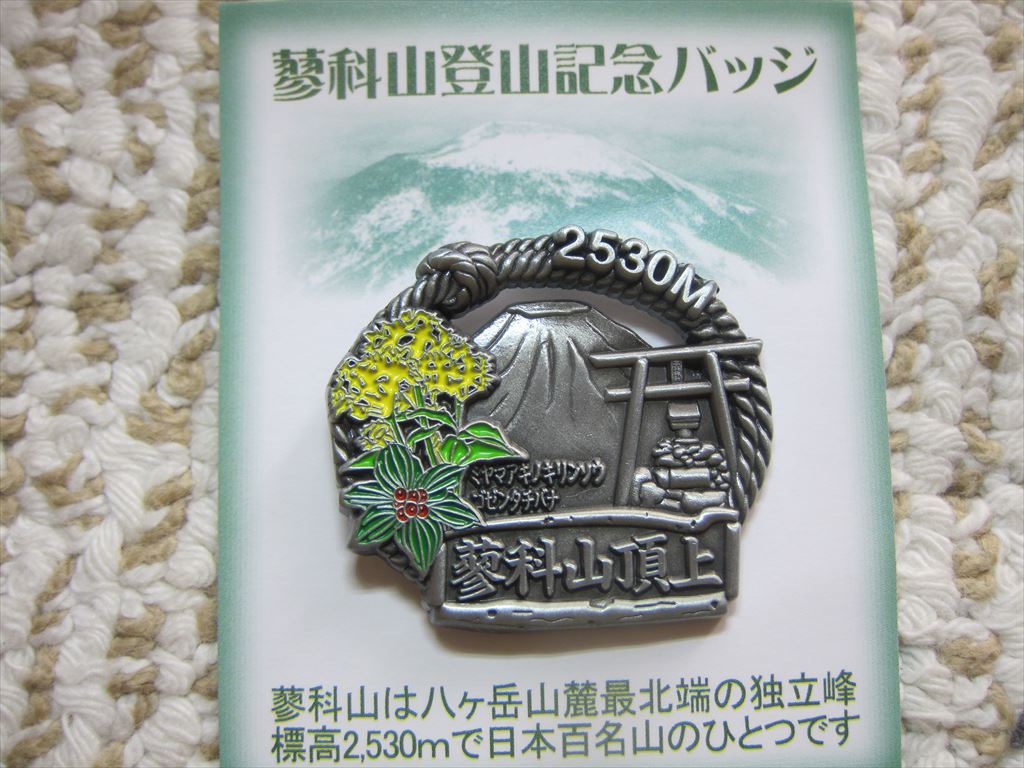 蓼科山登山記念バッジ
2530M
ミヤマアキノキリンソウ
ゴゼンタチバナ
蓼科山頂上
蓼科山は八ヶ岳山麓最北端の独立峰
標高2,530mで日本百名山のひとつです